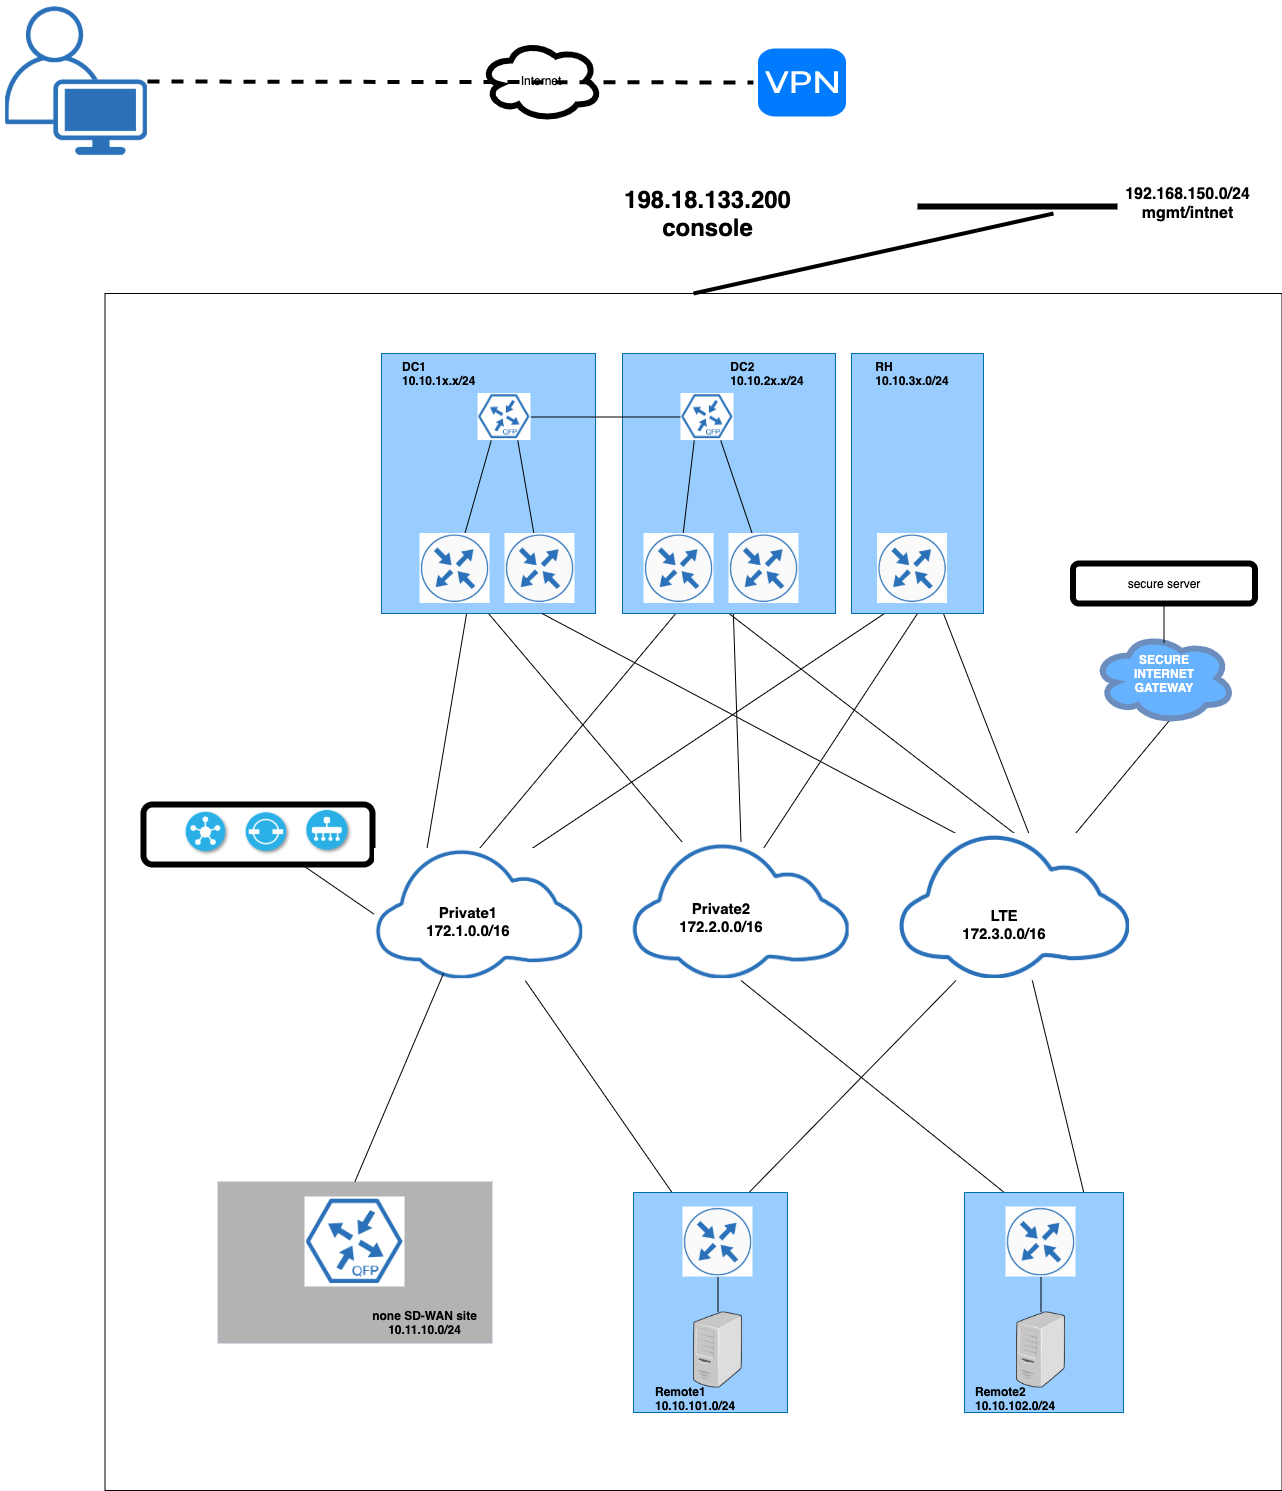 Internet
VPN
198.18.133.200
console
192.168.150.0/24
mgmt/intnet
DC1
10.10.1x.x/24
QFP
DC2
10.10.2x.x/24
QFP
RH
10.10.3x.0/24
secure server
SECURE
INTERNET
GATEWAY
Private1
172.1.0.0/16
Private2
172.2.0.0/16
LTE
172.3.0.0/16
QFP
none SD-WAN site
10.11.10.0/24
Remote1
10.10.101.0/24
Remote2
10.10.102.0/24